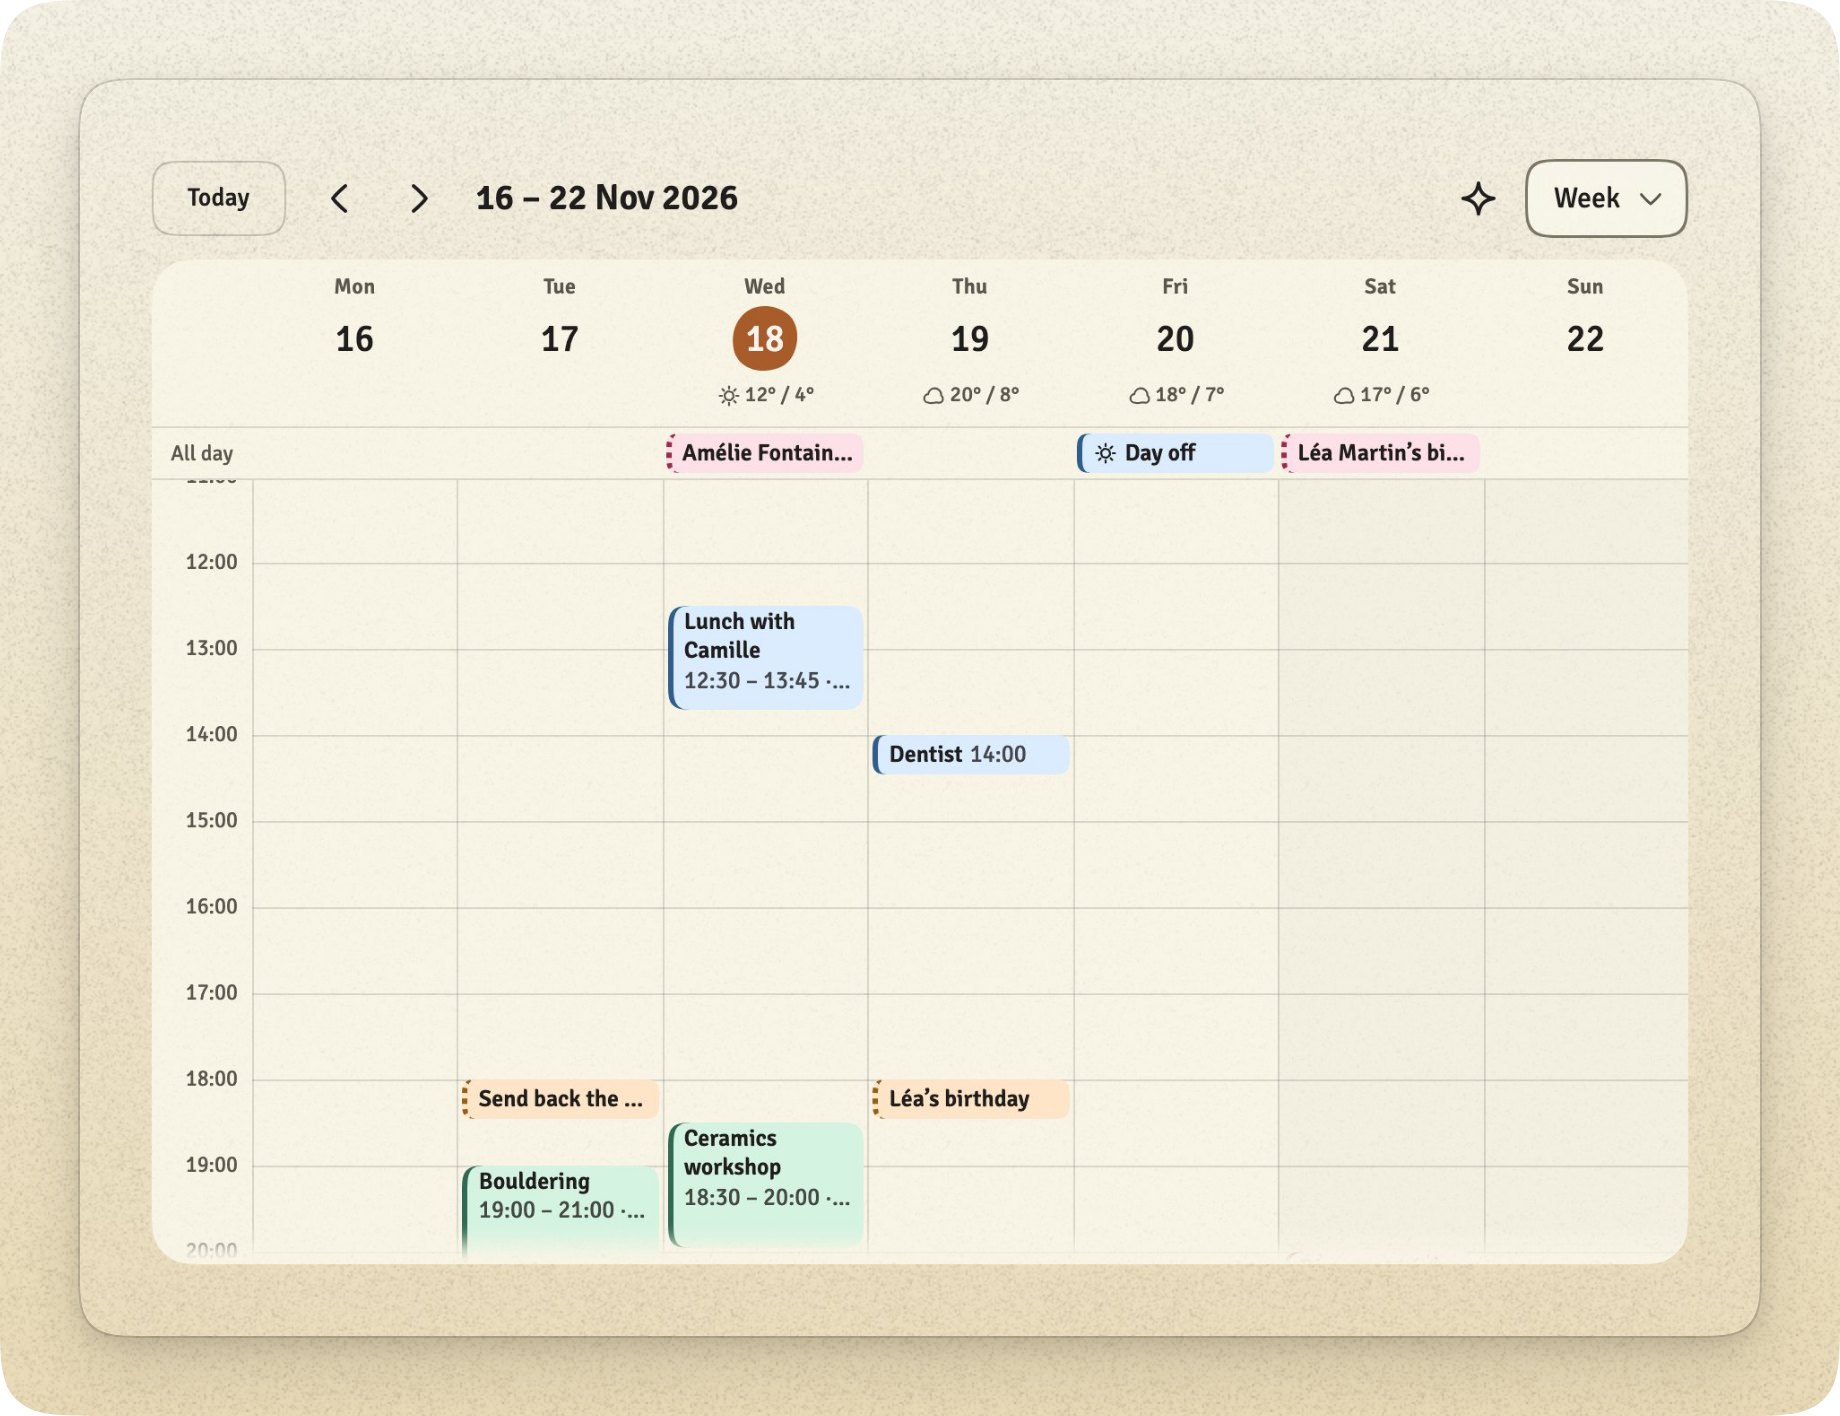 Today
16 – 22 Nov 2026
Week
Mon
Tue
Wed
Thu
Fri
Sat
Sun
16
17
18
19
20
21
22
12° / 4°
20° / 8°
18° / 7°
17° / 6°
All day
Amélie Fontain...
Day off
Léa Martin’s bi...
12:00
Lunch with
Camille
12:30 – 13:45 ·...
13:00
14:00
Dentist 14:00
15:00
16:00
17:00
18:00
Send back the ...
Léa’s birthday
Ceramics
workshop
18:30 – 20:00 ·...
19:00
Bouldering
19:00 – 21:00 ·...
20:00